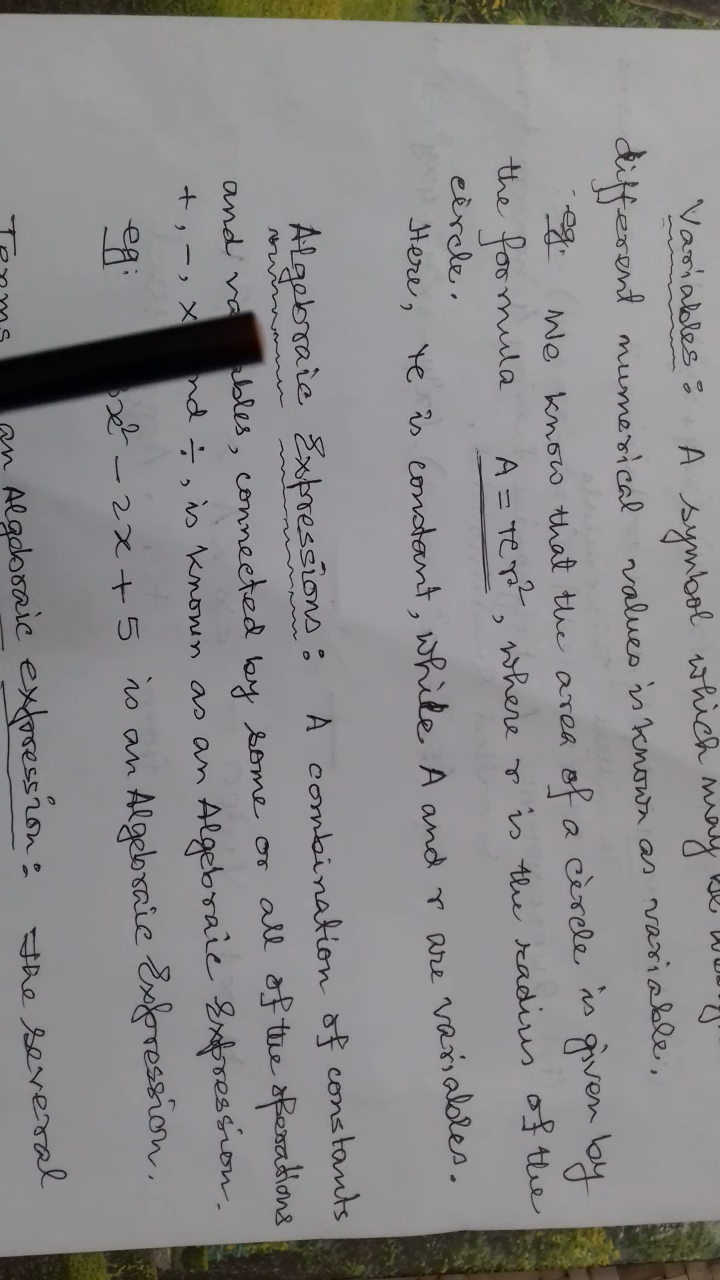 Variables: A symbol which may be
different numerical values is known as variable.
eg. We know that the area of a circle is given by
the formula A = πr², where r is the radius of the
circle.
Here, π is constant, while A and r are variables.
Algebraic Expressions: A combination of constants
and variables, connected by some or all of the operations
+, -, x and ÷, is known as an Algebraic Expression.
eg: 3x² - 2x + 5 is an Algebraic Expression.
Terms an Algebraic expression: The several